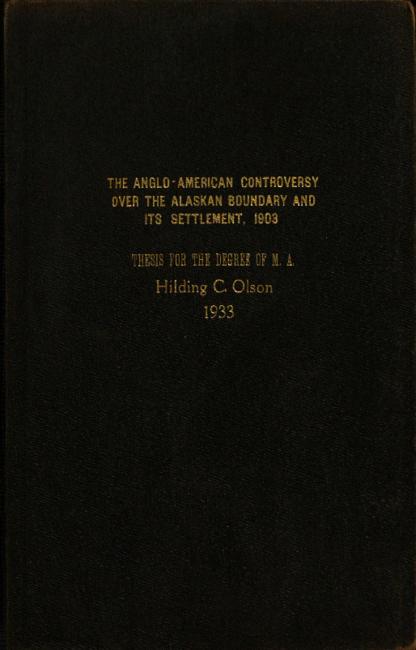 THE ANGLO-AMERICAN CONTROVERSY
OVER THE ALASKAN BOUNDARY AND
ITS SETTLEMENT, 1903
THESIS FOR THE DEGREE OF M. A.
Hilding C. Olson
1933